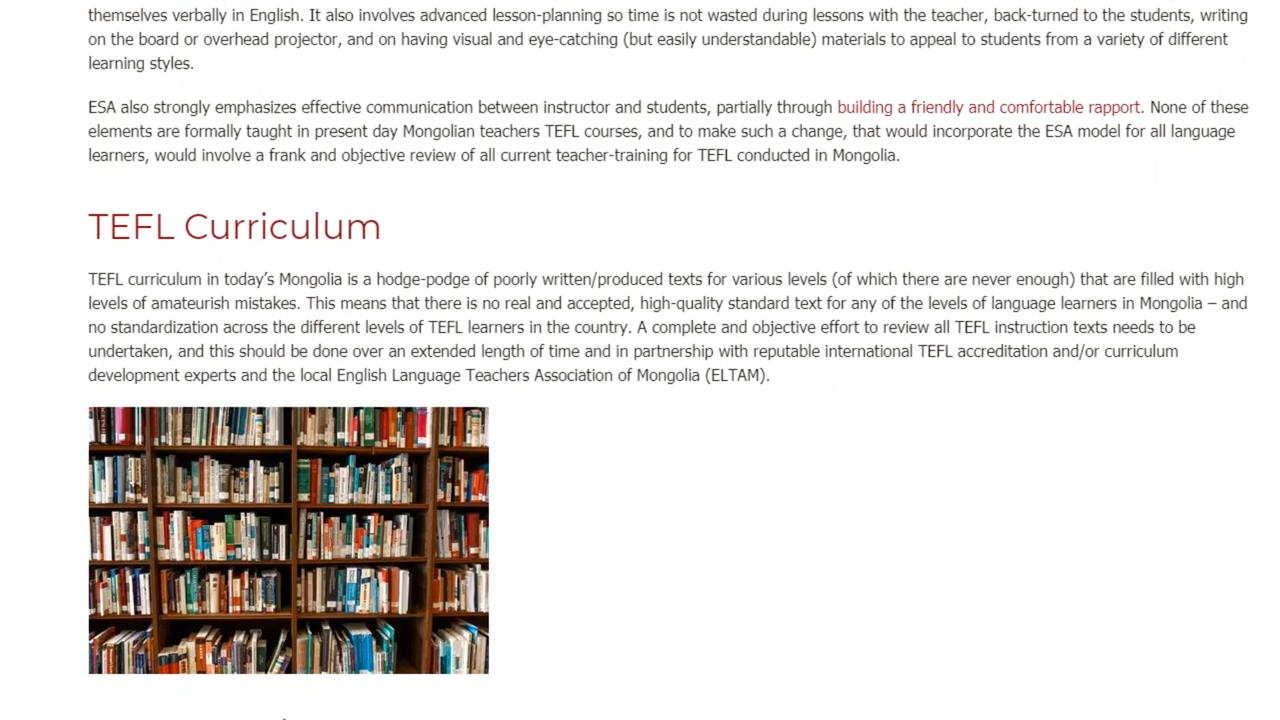 themselves verbally in English. It also involves advanced lesson-planning so time is not wasted during lessons with the teacher, back-turned to the students, writing
on the board or overhead projector, and on having visual and eye-catching (but easily understandable) materials to appeal to students from a variety of different
learning styles.
ESA also strongly emphasizes effective communication between instructor and students, partially through building a friendly and comfortable rapport. None of these
elements are formally taught in present day Mongolian teachers TEFL courses, and to make such a change, that would incorporate the ESA model for all language
learners, would involve a frank and objective review of all current teacher-training for TEFL conducted in Mongolia.
TEFL Curriculum
TEFL curriculum in today's Mongolia is a hodge-podge of poorly written/produced texts for various levels (of which there are never enough) that are filled with high
levels of amateurish mistakes. This means that there is no real and accepted, high-quality standard text for any of the levels of language learners in Mongolia – and
no standardization across the different levels of TEFL learners in the country. A complete and objective effort to review all TEFL instruction texts needs to be
undertaken, and this should be done over an extended length of time and in partnership with reputable international TEFL accreditation and/or curriculum
development experts and the local English Language Teachers Association of Mongolia (ELTAM).